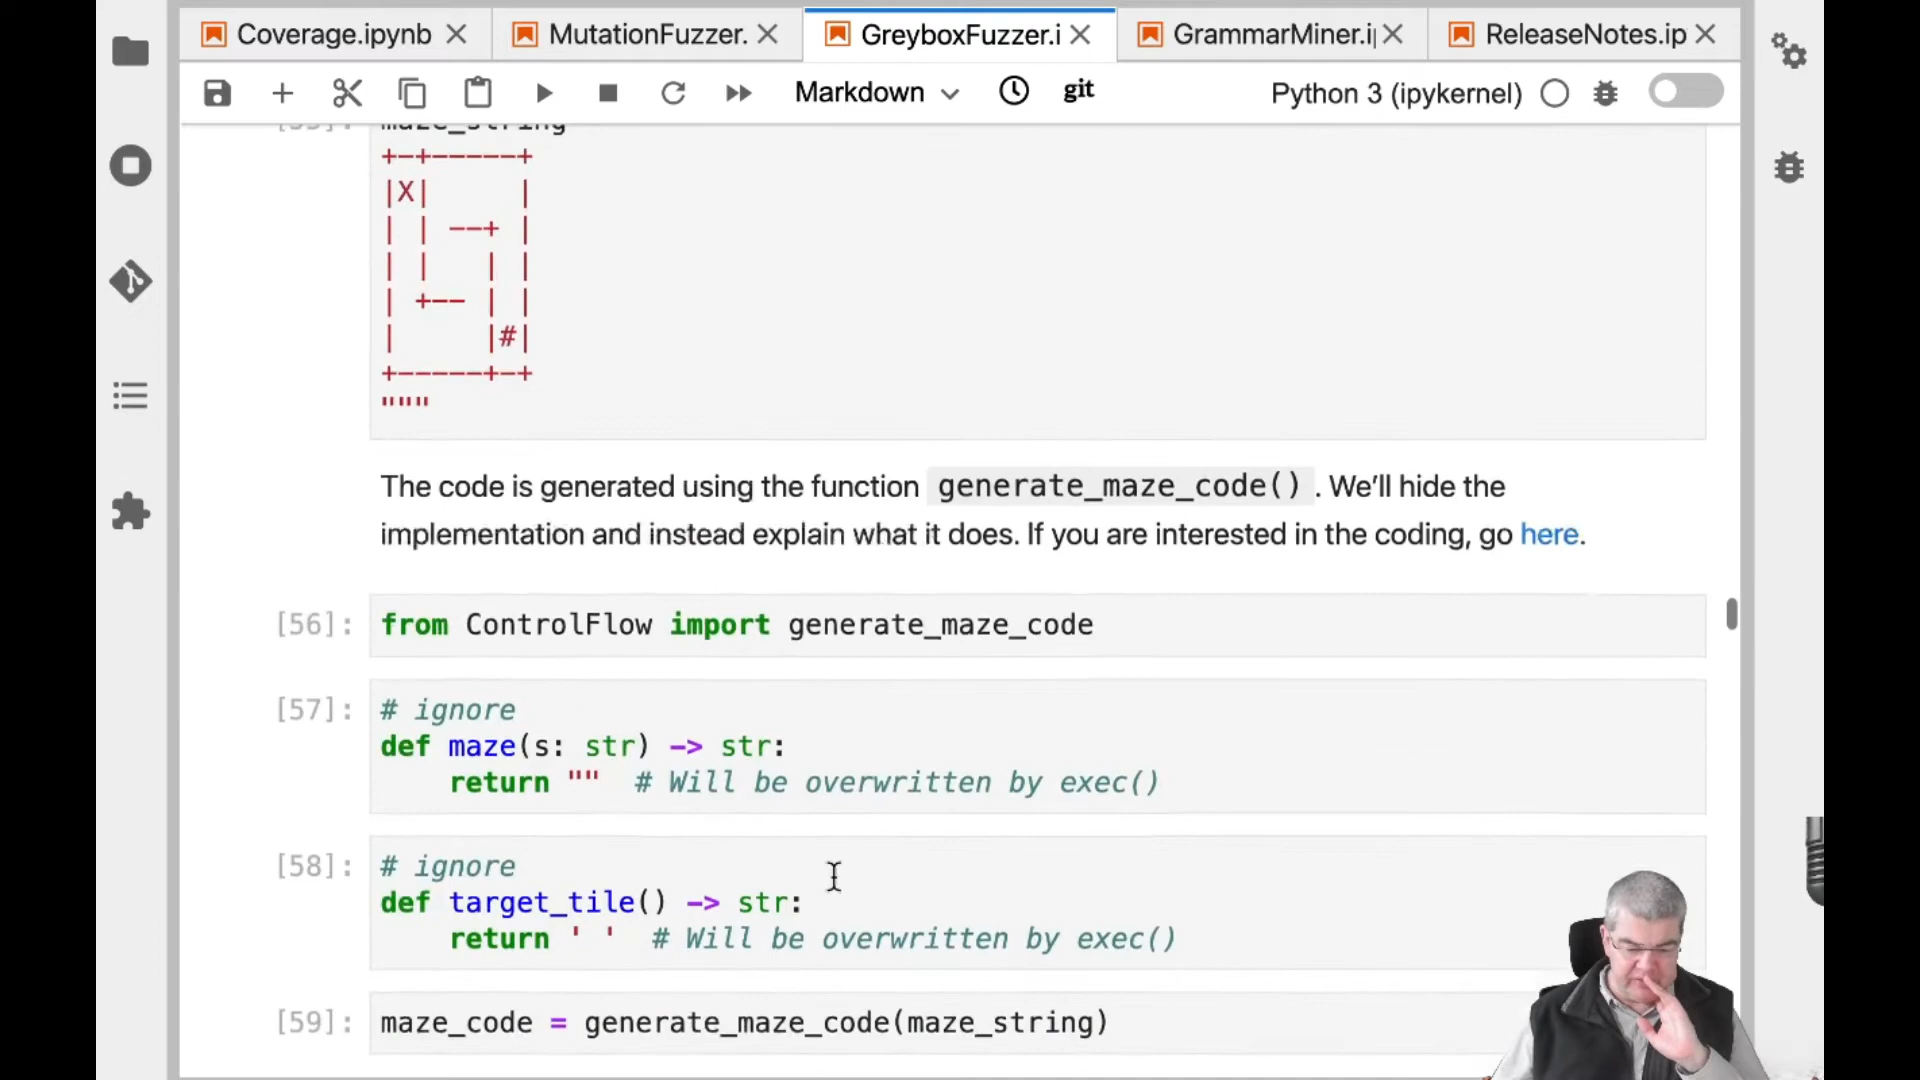 Coverage.ipynb MutationFuzzer. GreyboxFuzzer.i GrammarMiner.i ReleaseNotes.ip
Markdown git Python 3 (ipykernel)
maze_string
+-+-----+
|X|     |
| | --+ |
| |   | |
| +-- | |
|     |#|
+-----+-+
"""
The code is generated using the function generate_maze_code() . We’ll hide the
implementation and instead explain what it does. If you are interested in the coding, go here.
[56]: from ControlFlow import generate_maze_code
[57]: # ignore
def maze(s: str) -> str:
return "" # Will be overwritten by exec()
[58]: # ignore
def target_tile() -> str:
return ' ' # Will be overwritten by exec()
[59]: maze_code = generate_maze_code(maze_string)